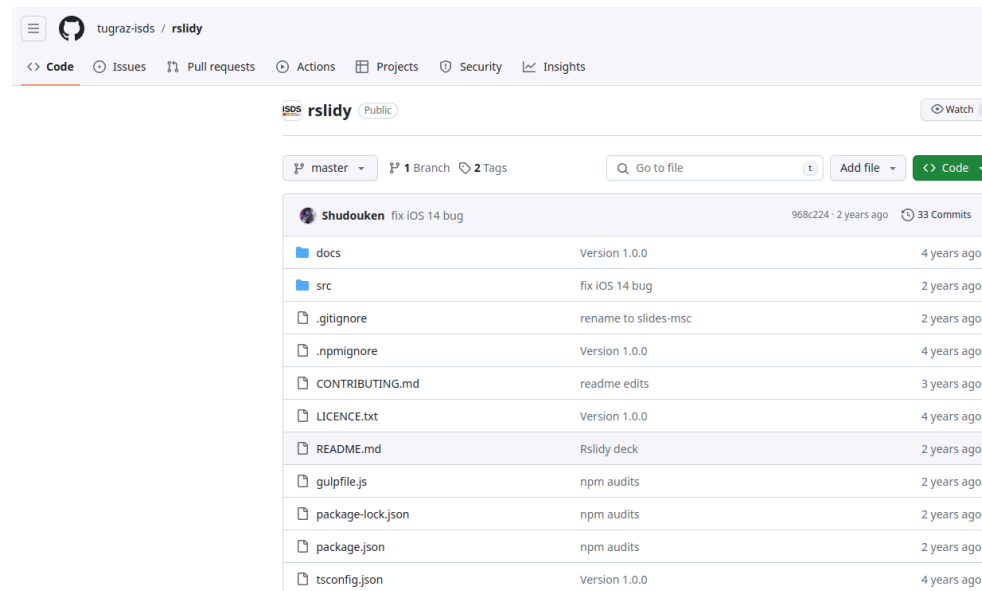 tugraz-isds / rslidy
Code Issues Pull requests Actions Projects Security Insights
ISDS rslidy Public Watch
master 1 Branch 2 Tags Go to file t Add file Code
Shudouken fix iOS 14 bug 968c224 · 2 years ago 33 Commits
docs Version 1.0.0 4 years ago
src fix iOS 14 bug 2 years ago
.gitignore rename to slides-msc 2 years ago
.npmignore Version 1.0.0 4 years ago
CONTRIBUTING.md readme edits 3 years ago
LICENCE.txt Version 1.0.0 4 years ago
README.md Rslidy deck 2 years ago
gulpfile.js npm audits 2 years ago
package-lock.json npm audits 2 years ago
package.json npm audits 2 years ago
tsconfig.json Version 1.0.0 4 years ago